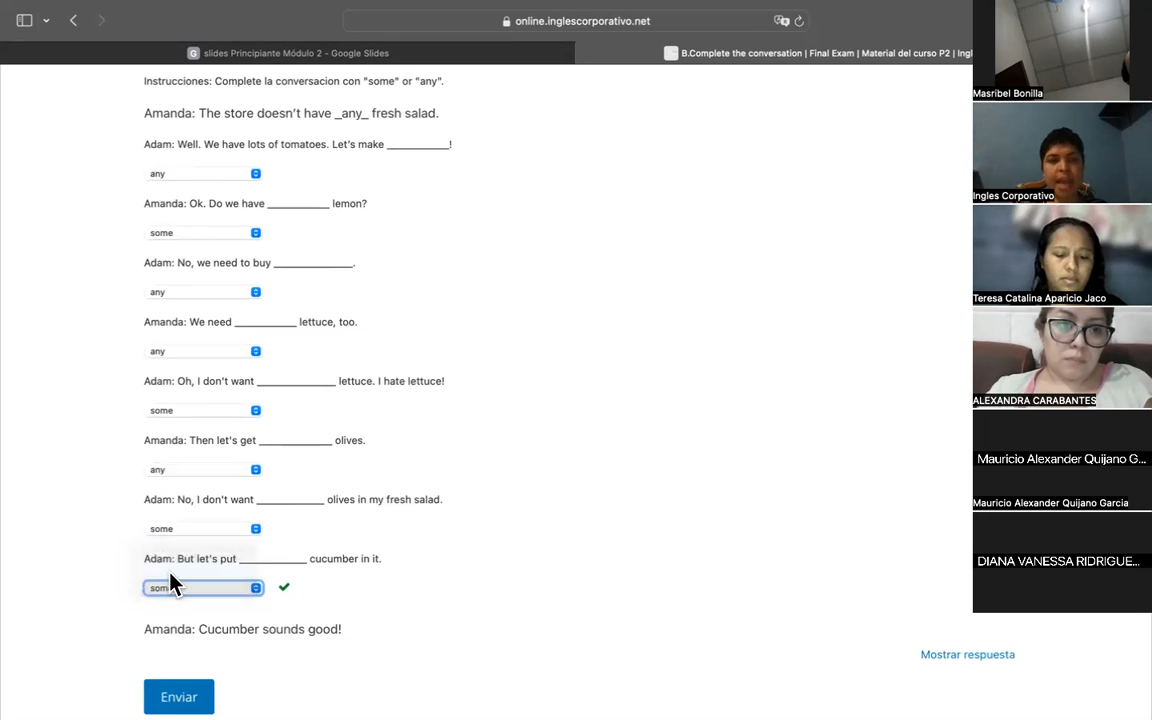 online.inglescorporativo.net
G slides Principiante Módulo 2 - Google Slides
B.Complete the conversation | Final Exam | Material del curso P2 | Ingl
Instrucciones: Complete la conversacion con "some" or "any".
Amanda: The store doesn't have _any_ fresh salad.
Adam: Well. We have lots of tomatoes. Let's make ___________!
any
Amanda: Ok. Do we have ___________ lemon?
some
Adam: No, we need to buy ______________.
any
Amanda: We need ___________ lettuce, too.
any
Adam: Oh, I don't want ______________ lettuce. I hate lettuce!
some
Amanda: Then let's get _____________ olives.
any
Adam: No, I don't want ____________ olives in my fresh salad.
some
Adam: But let's put ____________ cucumber in it.
Amanda: Cucumber sounds good!
Mostrar respuesta
Enviar
Masribel Bonilla
Ingles Corporativo
Teresa Catalina Aparicio Jaco
ALEXANDRA CARABANTES
Mauricio Alexander Quijano G...
Mauricio Alexander Quijano Garcia
DIANA VANESSA RIDRIGUE...